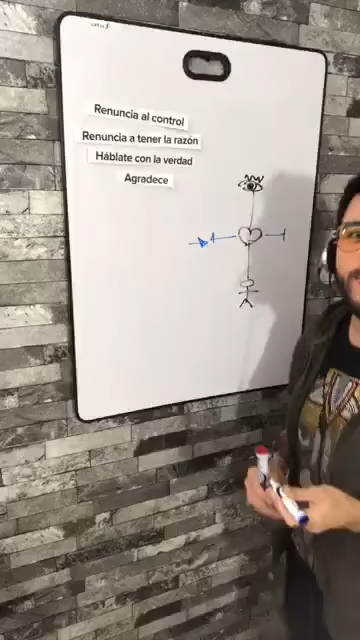 Renuncia al control
Renuncia a tener la razón
Háblate con la verdad
Agradece